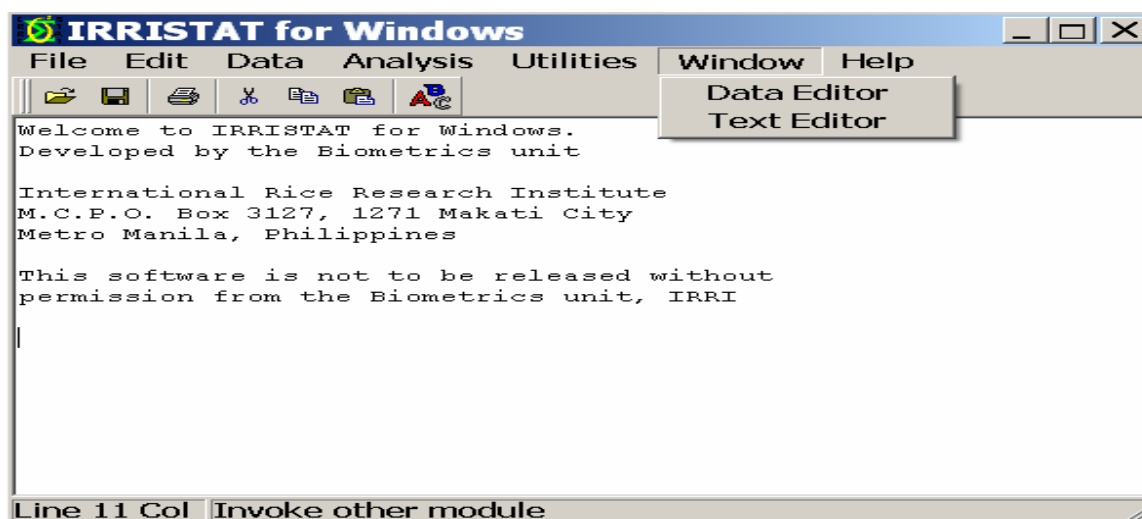 IRRISTAT for Windows
File Edit Data Analysis Utilities Window Help
Data Editor
Text Editor
ABC
Welcome to IRRISTAT for Windows.
Developed by the Biometrics unit
International Rice Research Institute
M.C.P.O. Box 3127, 1271 Makati City
Metro Manila, Philippines
This software is not to be released without
permission from the Biometrics unit, IRRI
Line 11 Col Invoke other module